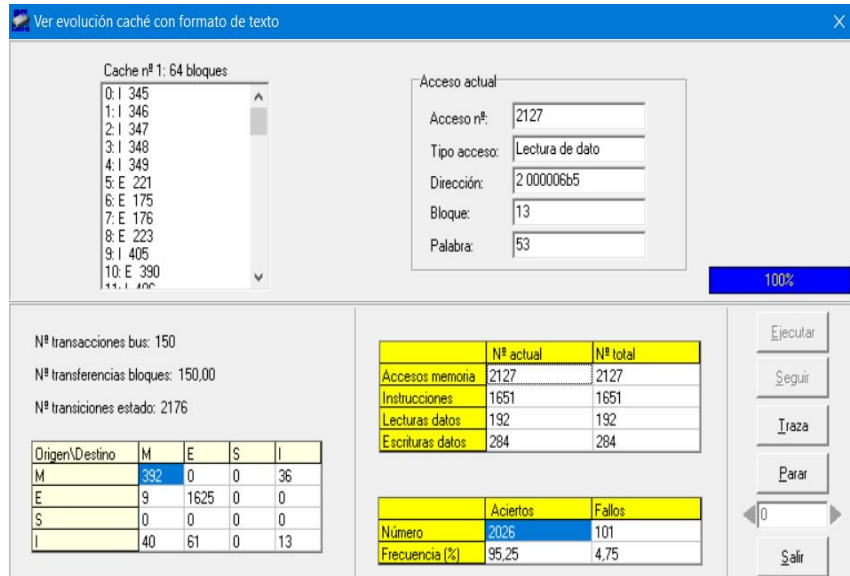 Ver evolución caché con formato de texto
Cache nº 1: 64 bloques
0: I 345
1: I 346
2: I 347
3: I 348
4: I 349
5: E 221
6: E 175
7: E 176
8: E 223
9: I 405
10: E 390
Acceso actual
Acceso nº: 2127
Tipo acceso: Lectura de dato
Dirección: 2 000006b5
Bloque: 13
Palabra: 53
100%
Nº transacciones bus: 150
Nº transferencias bloques: 150,00
Nº transiciones estado: 2176
Origen\Destino M E S I
M 392 0 0 36
E 9 1625 0 0
S 0 0 0 0
I 40 61 0 13
Nº actual Nº total
Accesos memoria 2127 2127
Instrucciones 1651 1651
Lecturas datos 192 192
Escrituras datos 284 284
Aciertos Fallos
Número 2026 101
Frecuencia (%) 95,25 4,75
Ejecutar
Seguir
Traza
Parar
0
Salir